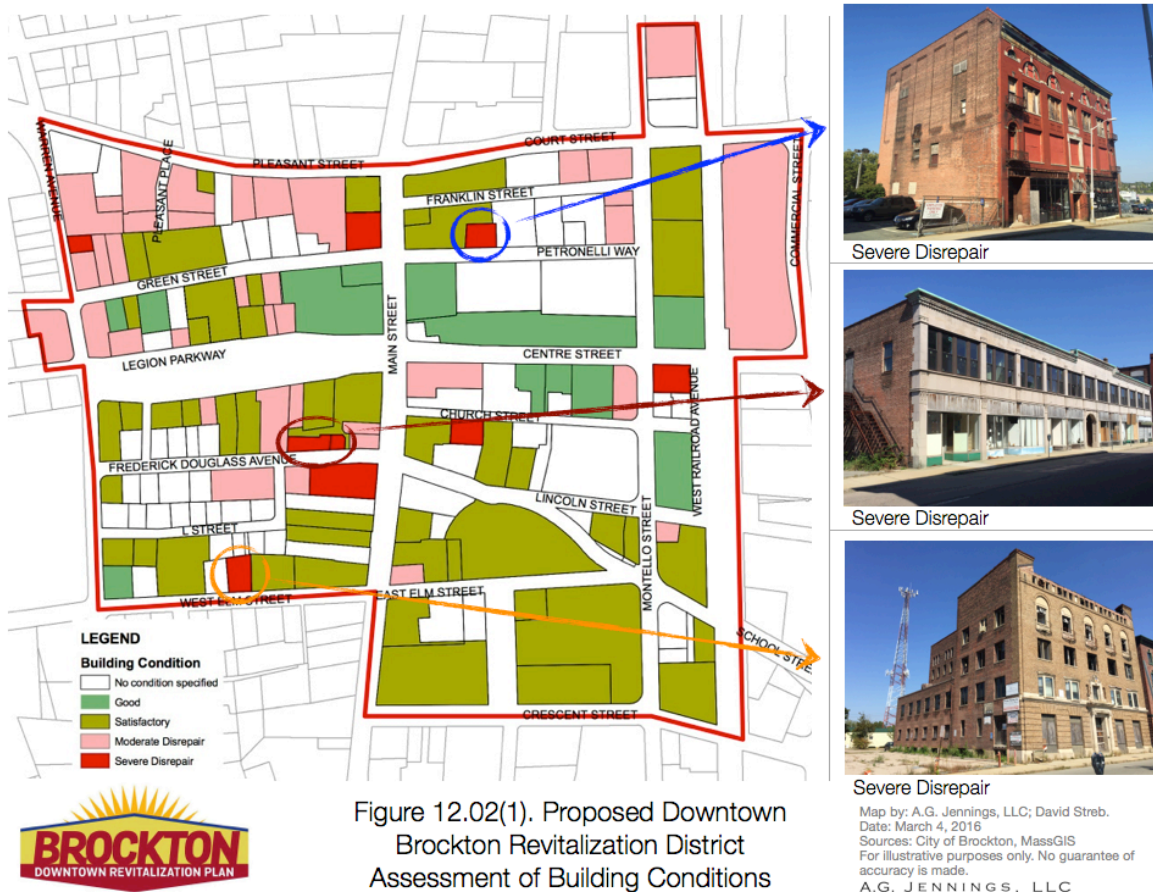 WARREN AVENUE
PLEASANT PLACE
PLEASANT STREET
COURT STREET
FRANKLIN STREET
COMMERCIAL STREET
PETRONELLI WAY
GREEN STREET
MAIN STREET
LEGION PARKWAY
CENTRE STREET
CHURCH STREET
WEST RAILROAD AVENUE
FREDERICK DOUGLASS AVENUE
LINCOLN STREET
L STREET
MONTELLO STREET
EAST ELM STREET
WEST ELM STREET
SCHOOL STREE
CRESCENT STREET
LEGEND
Building Condition
No condition specified
Good
Satisfactory
Moderate Disrepair
Severe Disrepair
Severe Disrepair
Severe Disrepair
Severe Disrepair
BROCKTON
DOWNTOWN REVITALIZATION PLAN
Figure 12.02(1). Proposed Downtown
Brockton Revitalization District
Assessment of Building Conditions
Map by: A.G. Jennings, LLC; David Streb.
Date: March 4, 2016
Sources: City of Brockton, MassGIS
For illustrative purposes only. No guarantee of
accuracy is made.
A.G. JENNINGS, LLC